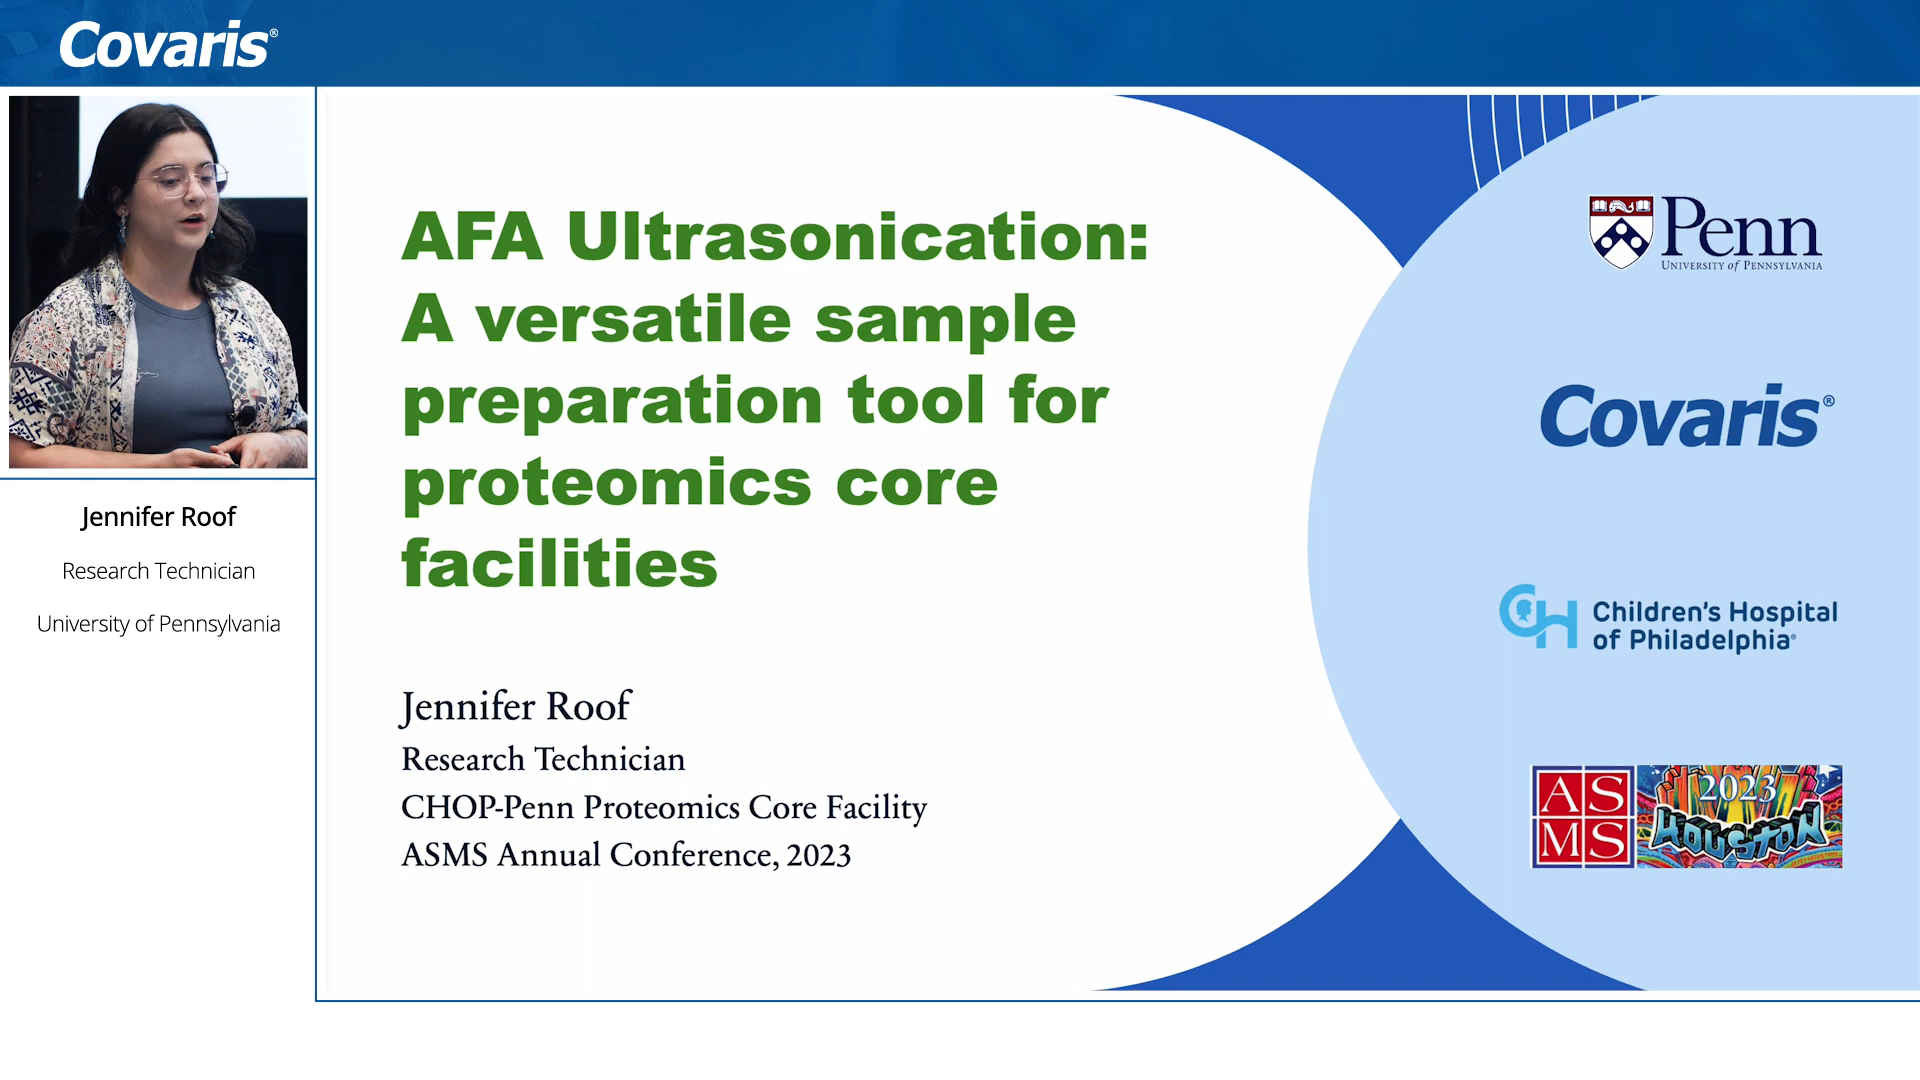 Covaris®
Jennifer Roof
Research Technician
University of Pennsylvania
AFA Ultrasonication:
A versatile sample
preparation tool for
proteomics core
facilities
Jennifer Roof
Research Technician
CHOP-Penn Proteomics Core Facility
ASMS Annual Conference, 2023
Penn
UNIVERSITY of PENNSYLVANIA
Covaris®
CH
Children's Hospital
of Philadelphia®
AS
MS
2023
HOUSTON